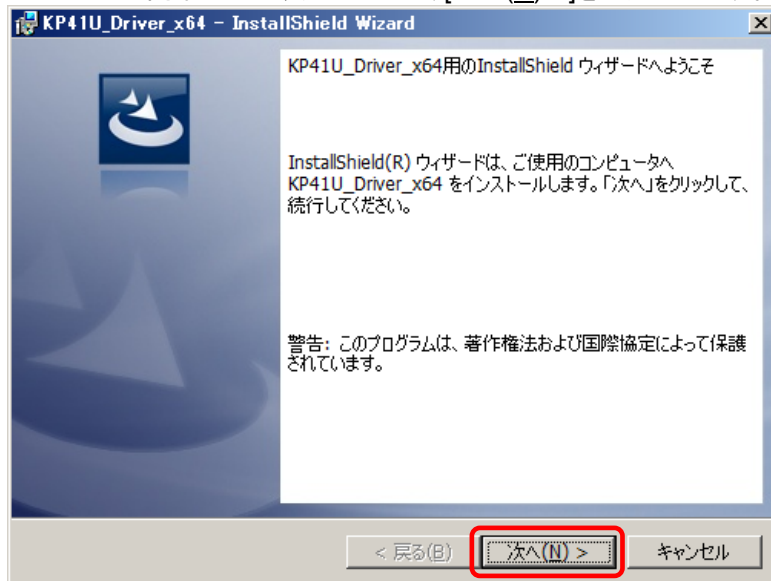 KP41U_Driver_x64 - InstallShield Wizard
KP41U_Driver_x64用のInstallShield ウィザードへようこそ
InstallShield(R) ウィザードは、ご使用のコンピュータへ
KP41U_Driver_x64 をインストールします。「次へ」をクリックして、
続行してください。
警告: このプログラムは、著作権法および国際協定によって保護
されています。
< 戻る(B)
次へ(N) >
キャンセル